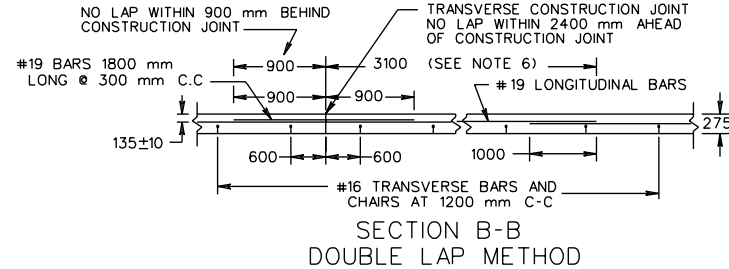 NO LAP WITHIN 900 mm BEHIND
CONSTRUCTION JOINT
TRANSVERSE CONSTRUCTION JOINT
NO LAP WITHIN 2400 mm AHEAD
OF CONSTRUCTION JOINT
#19 BARS 1800 mm
LONG @ 300 mm C.C
900
3100
(SEE NOTE 6)
#19 LONGITUDINAL BARS
900
900
275
135±10
600
600
1000
#16 TRANSVERSE BARS AND
CHAIRS AT 1200 mm C-C
SECTION B-B
DOUBLE LAP METHOD